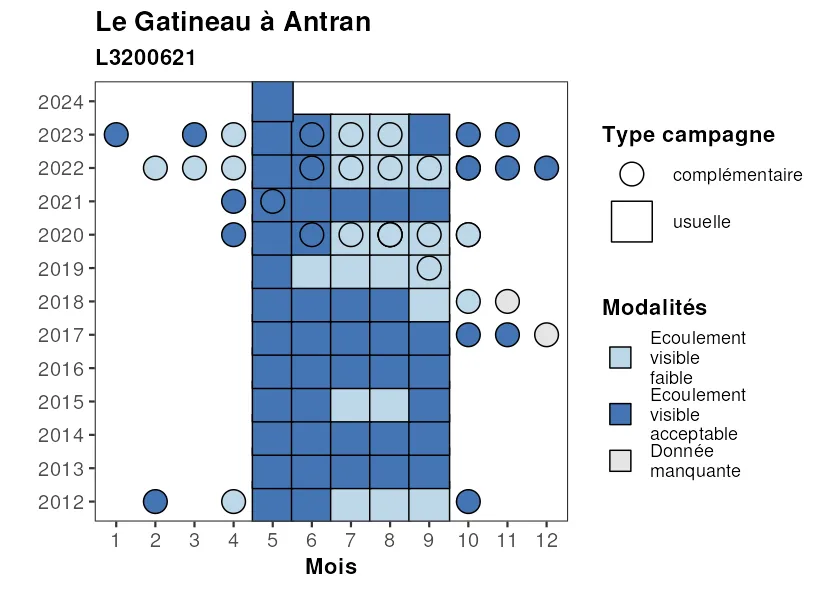 Le Gatineau à Antran
L3200621
2024
2023
2022
2021
2020
2019
2018
2017
2016
2015
2014
2013
2012
1 2 3 4 5 6 7 8 9 10 11 12
Mois
Type campagne
complémentaire
usuelle
Modalités
Ecoulement
visible
faible
Ecoulement
visible
acceptable
Donnée
manquante